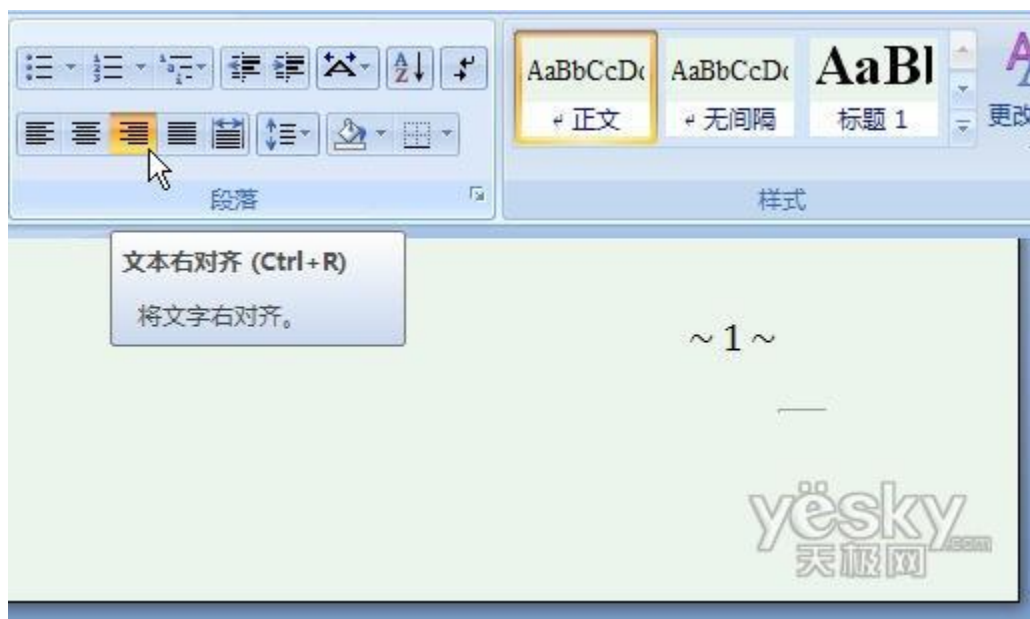 AaBbCcDc AaBbCcDc AaBl
↵ 正文 ↵ 无间隔 标题 1 更改
段落 样式
文本右对齐 (Ctrl+R)
将文字右对齐。
~ 1 ~
yësky.com
天极网